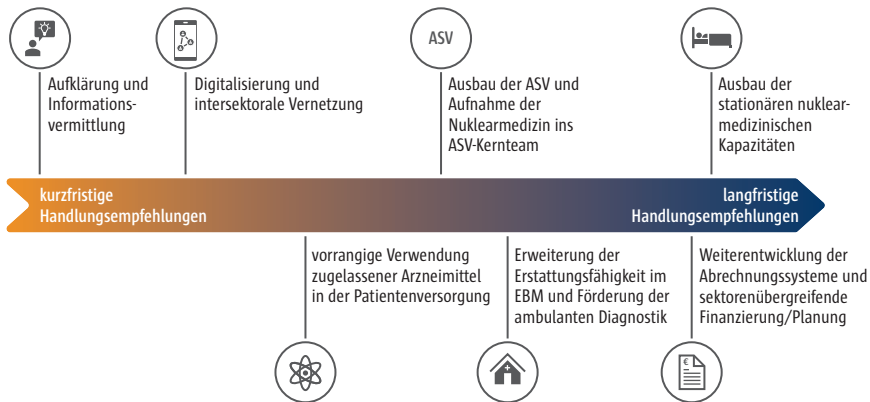 ASV
Aufklärung und
Informations-
vermittlung
Digitalisierung und
intersektorale Vernetzung
Ausbau der ASV und
Aufnahme der
Nuklearmedizin ins
ASV-Kernteam
Ausbau der
stationären nuklear-
medizinischen
Kapazitäten
kurzfristige
Handlungsempfehlungen
langfristige
Handlungsempfehlungen
vorrangige Verwendung
zugelassener Arzneimittel
in der Patientenversorgung
Erweiterung der
Erstattungsfähigkeit im
EBM und Förderung der
ambulanten Diagnostik
Weiterentwicklung der
Abrechnungssysteme und
sektorenübergreifende
Finanzierung/Planung
€